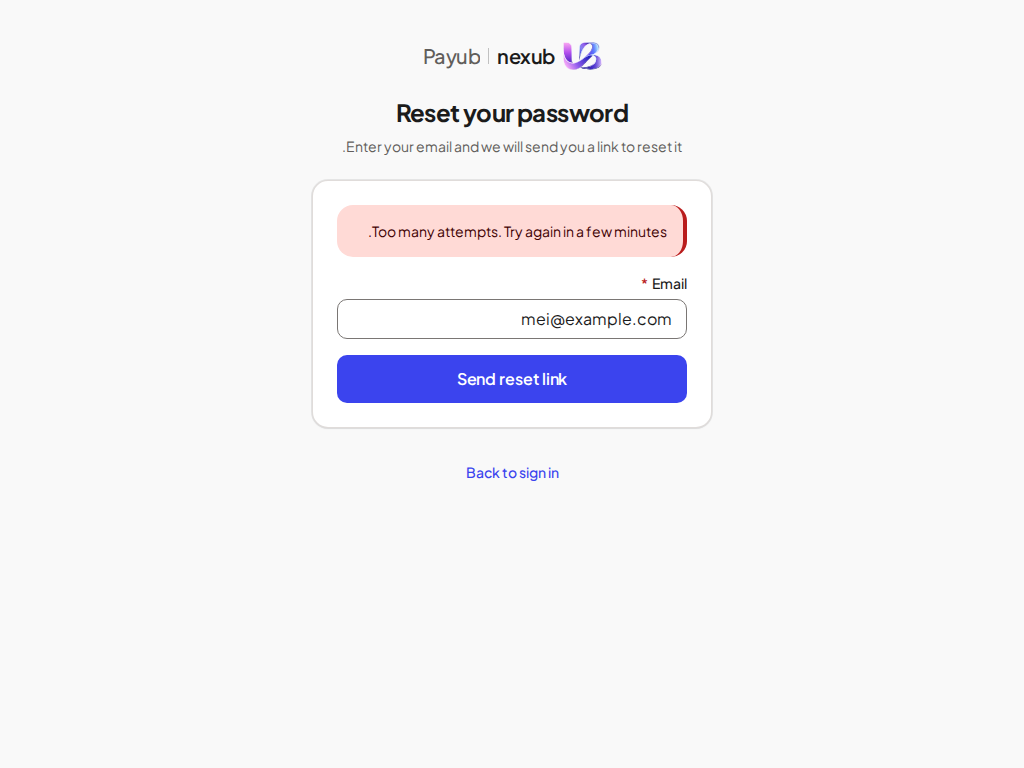 Payub | nexub
Reset your password
.Enter your email and we will send you a link to reset it
.Too many attempts. Try again in a few minutes
* Email
mei@example.com
Send reset link
Back to sign in